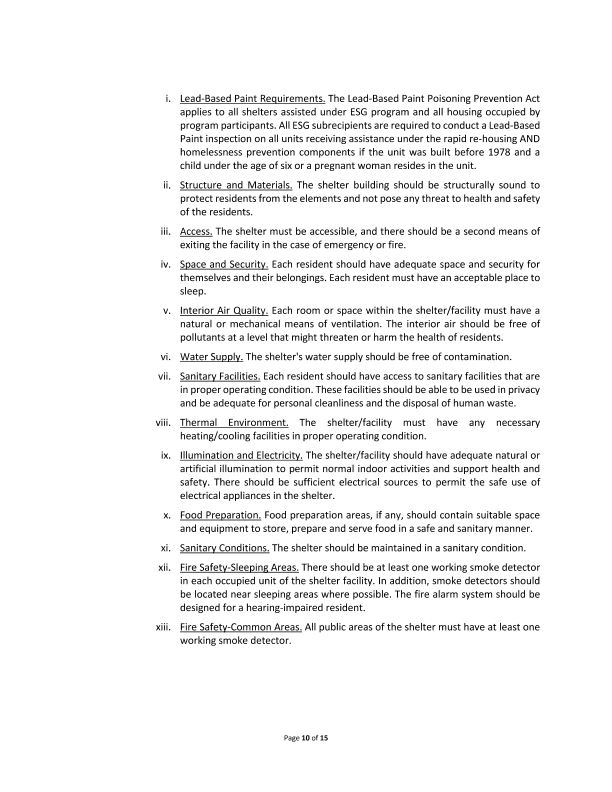 i. Lead-Based Paint Requirements. The Lead-Based Paint Poisoning Prevention Act
applies to all shelters assisted under ESG program and all housing occupied by
program participants. All ESG subrecipients are required to conduct a Lead-Based
Paint inspection on all units receiving assistance under the rapid re-housing AND
homelessness prevention components if the unit was built before 1978 and a
child under the age of six or a pregnant woman resides in the unit.
ii. Structure and Materials. The shelter building should be structurally sound to
protect residents from the elements and not pose any threat to health and safety
of the residents.
iii. Access. The shelter must be accessible, and there should be a second means of
exiting the facility in the case of emergency or fire.
iv. Space and Security. Each resident should have adequate space and security for
themselves and their belongings. Each resident must have an acceptable place to
sleep.
v. Interior Air Quality. Each room or space within the shelter/facility must have a
natural or mechanical means of ventilation. The interior air should be free of
pollutants at a level that might threaten or harm the health of residents.
vi. Water Supply. The shelter's water supply should be free of contamination.
vii. Sanitary Facilities. Each resident should have access to sanitary facilities that are
in proper operating condition. These facilities should be able to be used in privacy
and be adequate for personal cleanliness and the disposal of human waste.
viii. Thermal Environment. The shelter/facility must have any necessary
heating/cooling facilities in proper operating condition.
ix. Illumination and Electricity. The shelter/facility should have adequate natural or
artificial illumination to permit normal indoor activities and support health and
safety. There should be sufficient electrical sources to permit the safe use of
electrical appliances in the shelter.
x. Food Preparation. Food preparation areas, if any, should contain suitable space
and equipment to store, prepare and serve food in a safe and sanitary manner.
xi. Sanitary Conditions. The shelter should be maintained in a sanitary condition.
xii. Fire Safety-Sleeping Areas. There should be at least one working smoke detector
in each occupied unit of the shelter facility. In addition, smoke detectors should
be located near sleeping areas where possible. The fire alarm system should be
designed for a hearing-impaired resident.
xiii. Fire Safety-Common Areas. All public areas of the shelter must have at least one
working smoke detector.
Page 10 of 15